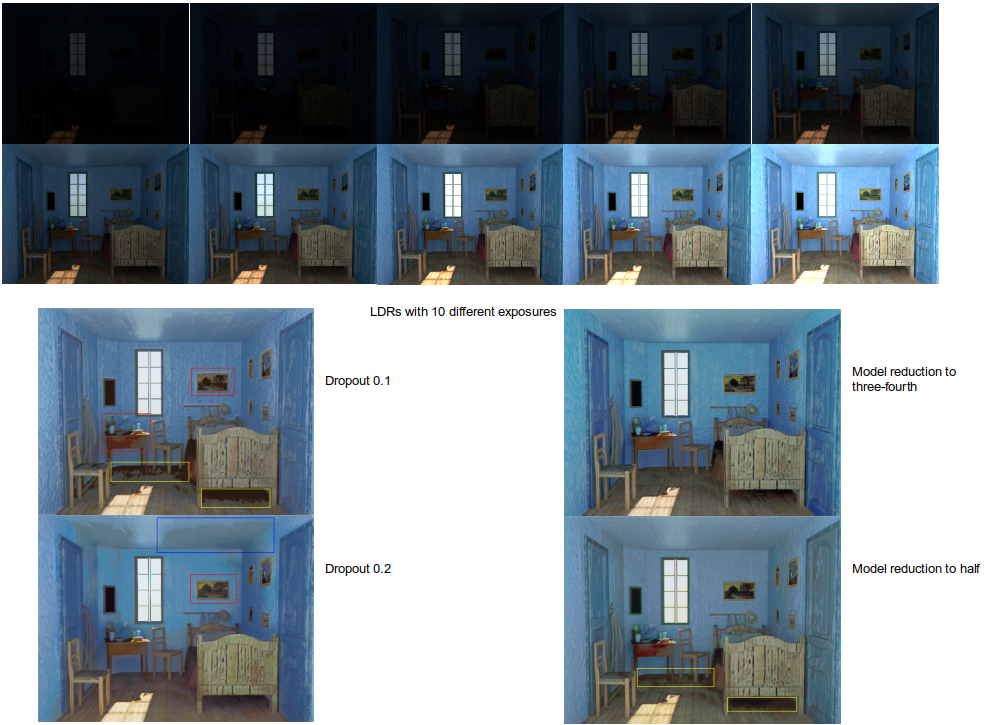 LDRs with 10 different exposures
Dropout 0.1
Model reduction to
three-fourth
Dropout 0.2
Model reduction to half